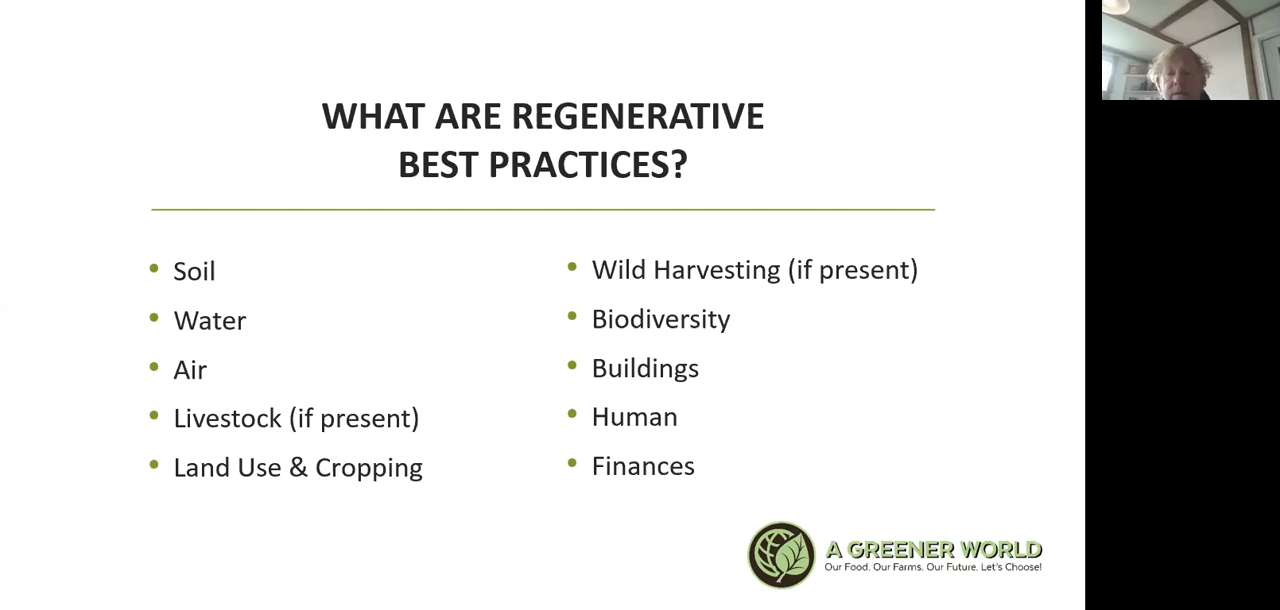 WHAT ARE REGENERATIVE
BEST PRACTICES?
Soil
Water
Air
Livestock (if present)
Land Use & Cropping
Wild Harvesting (if present)
Biodiversity
Buildings
Human
Finances
A GREENER WORLD
Our Food. Our Farms. Our Future. Let's Choose!